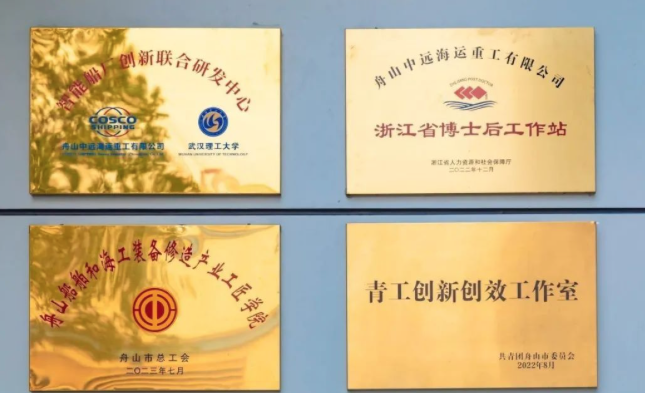 智能船厂创新联合研发中心
COSCO
SHIPPING
舟山中远海运重工有限公司
武汉理工大学
WUHAN UNIVERSITY OF TECHNOLOGY
舟山中远海运重工有限公司
浙江省博士后工作站
浙江省人力资源和社会保障厅
二〇二二年十二月
舟山船舶和海工装备修造产业工匠学院
舟山市总工会
二〇二三年七月
青工创新创效工作室
共青团舟山市委员会
2022年8月